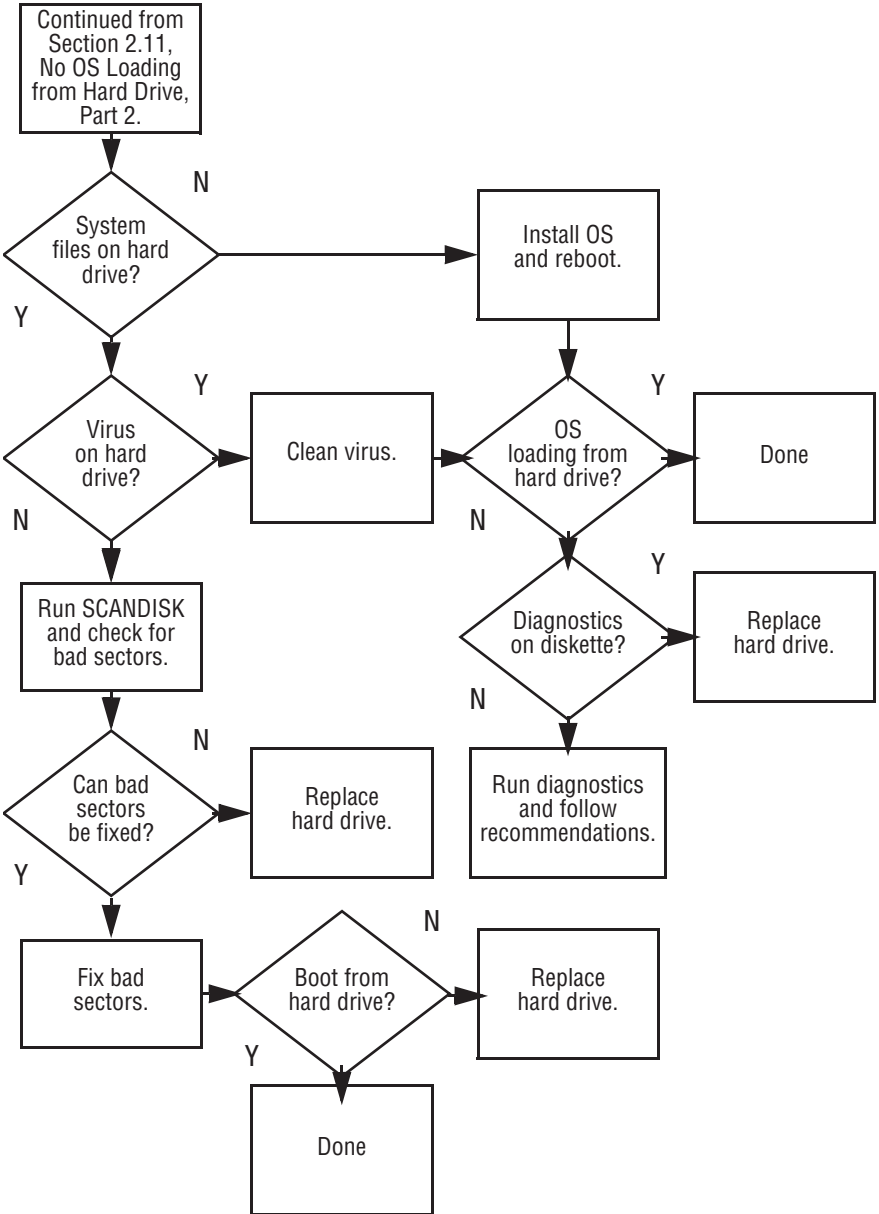 Continued from
Section 2.11,
No OS Loading
from Hard Drive,
Part 2.
N
System
files on hard
drive?
Y
Install OS
and reboot.
Y
Virus
on hard
drive?
N
Clean virus.
OS
loading from
hard drive?
Y
N
Done
Run SCANDISK
and check for
bad sectors.
Diagnostics
on diskette?
Y
N
Replace
hard drive.
N
Can bad
sectors
be fixed?
Y
Replace
hard drive.
Run diagnostics
and follow
recommendations.
Fix bad
sectors.
N
Boot from
hard drive?
Y
Replace
hard drive.
Done